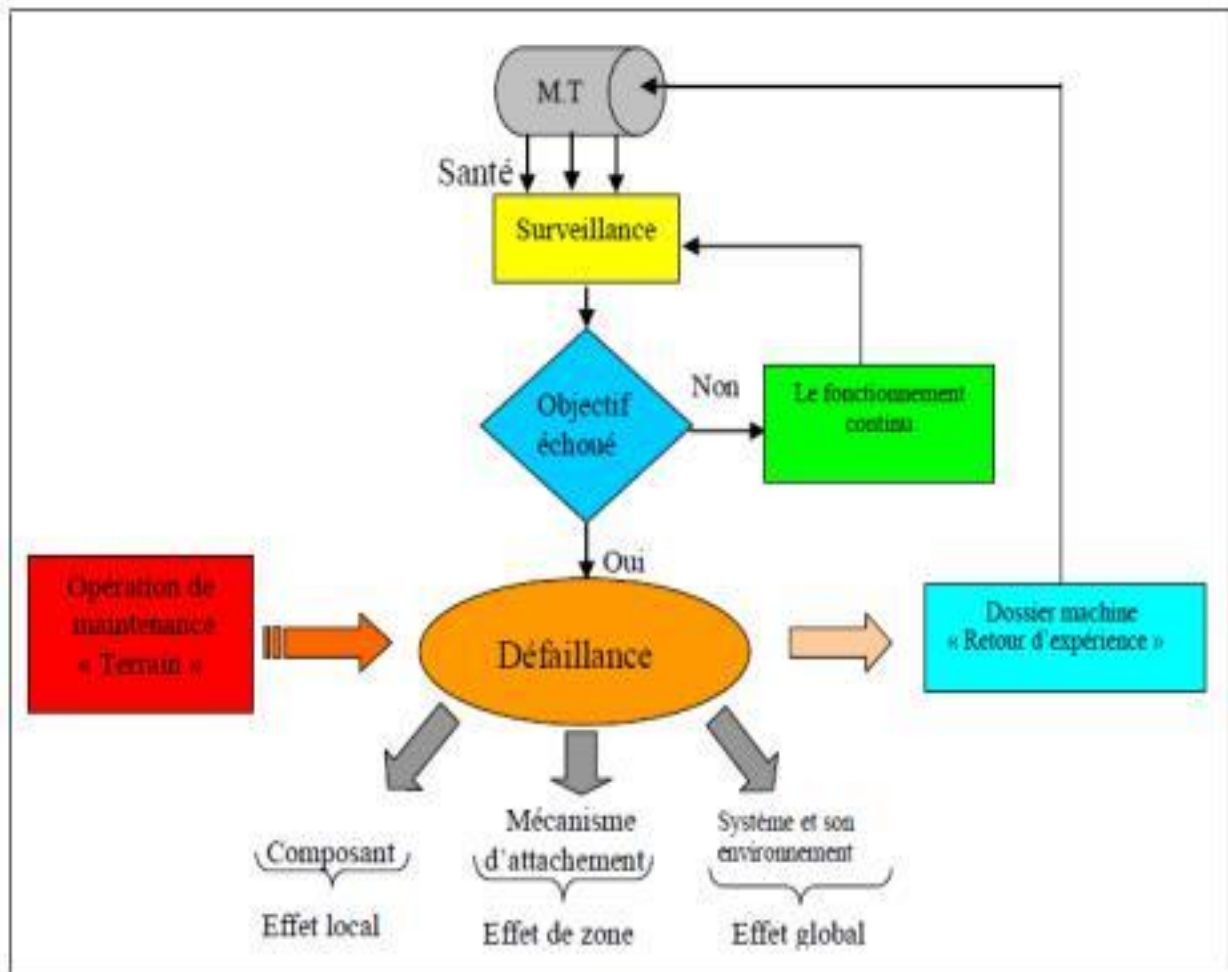 M.T
Santé
Surveillance
Objectif
échoué
Non
Le fonctionnement
continu
Oui
Opération de
maintenance
« Terrain »
Défaillance
Dossier machine
« Retour d'expérience »
Composant
Effet local
Mécanisme
d'attachement
Effet de zone
Système et son
environnement
Effet global